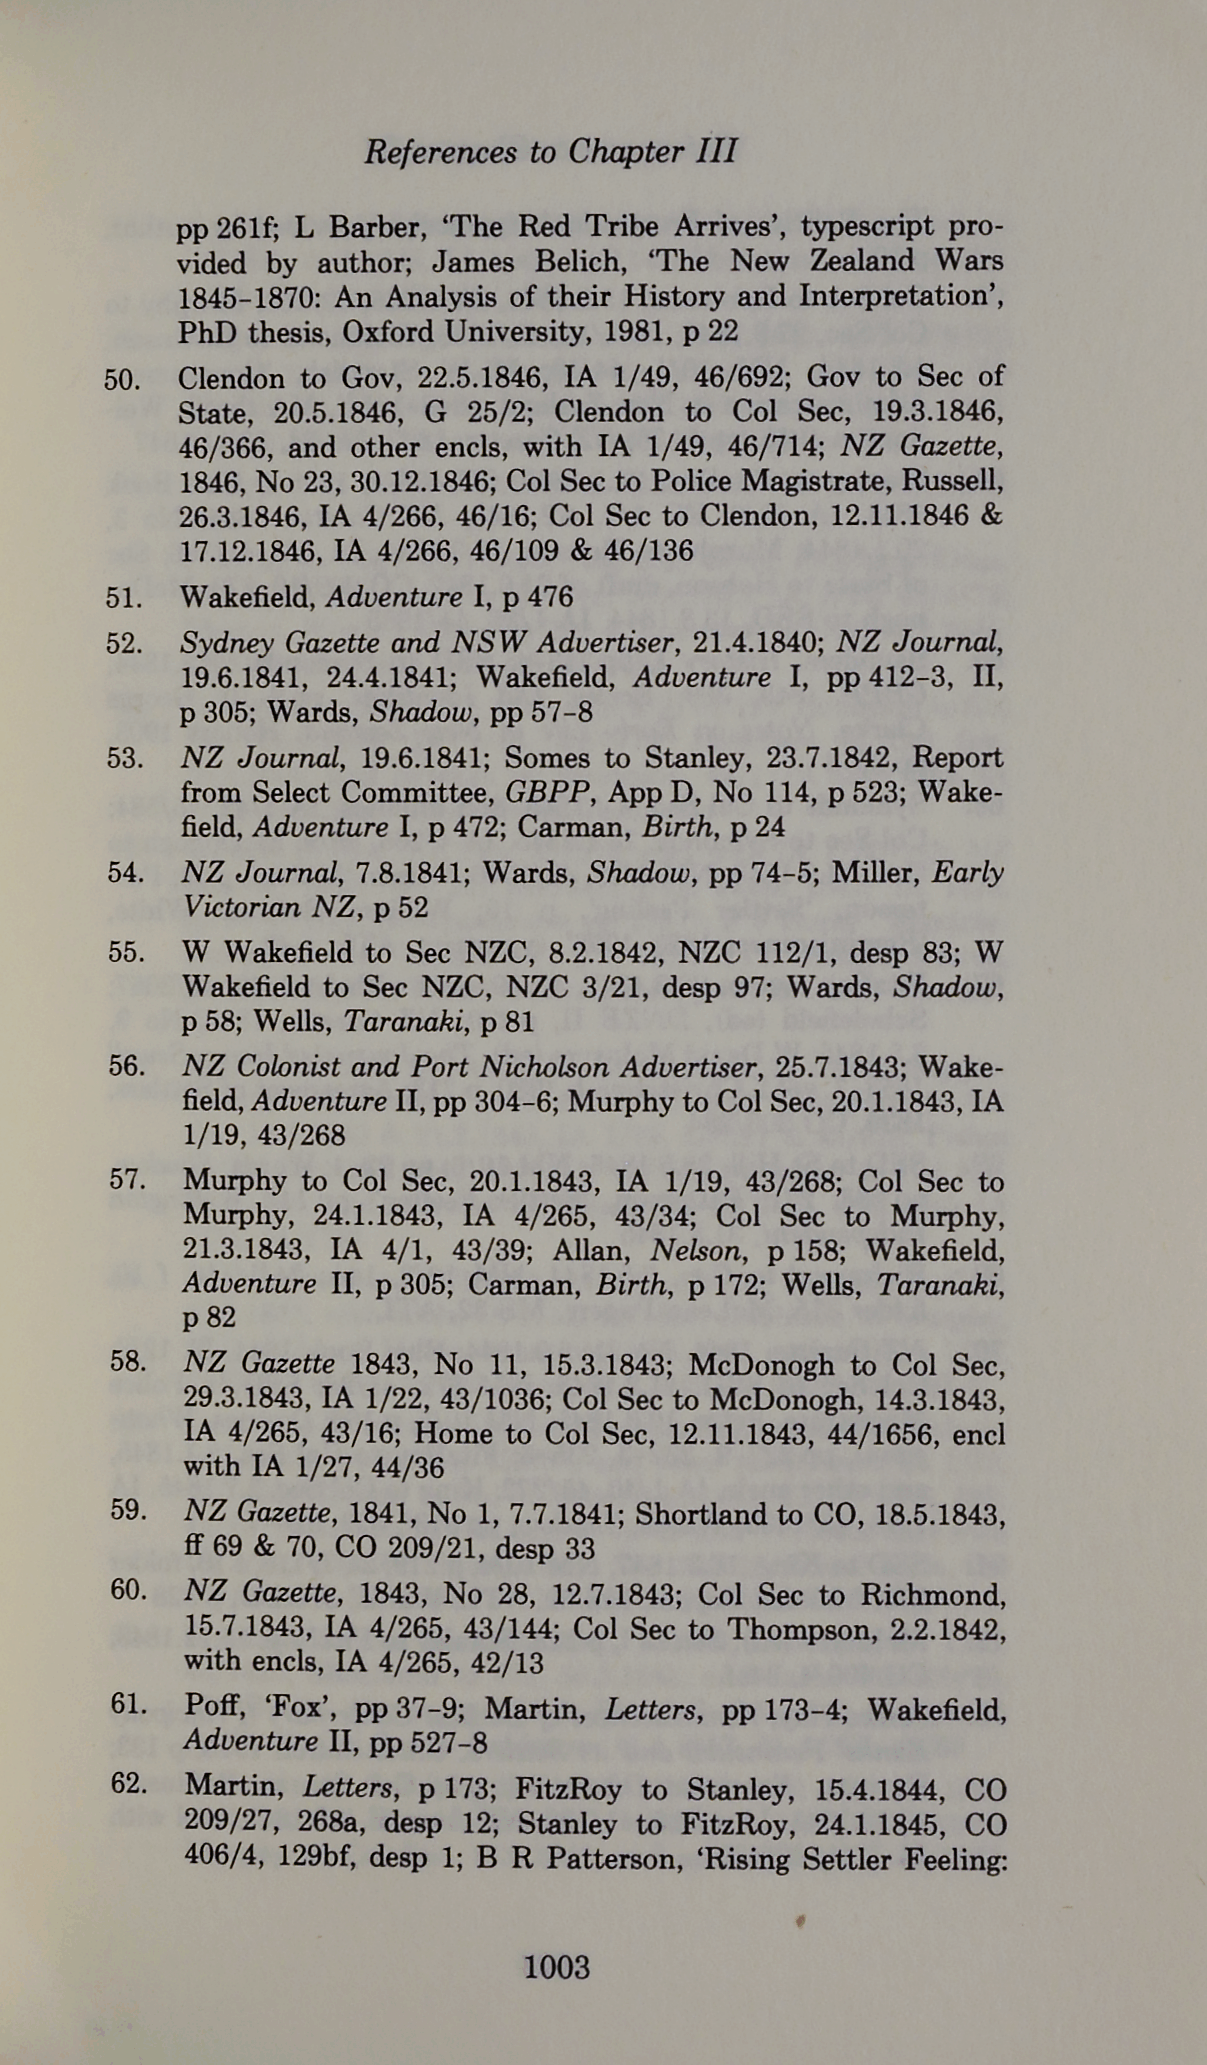 References to Chapter III
pp 261f; L Barber, ‘The Red Tribe Arrives’, typescript pro-
vided by author; James Belich, ‘The New Zealand Wars
1845–1870: An Analysis of their History and Interpretation’,
PhD thesis, Oxford University, 1981, p 22
50. Clendon to Gov, 22.5.1846, IA 1/49, 46/692; Gov to Sec of
State, 20.5.1846, G 25/2; Clendon to Col Sec, 19.3.1846,
46/366, and other encls, with IA 1/49, 46/714; NZ Gazette,
1846, No 23, 30.12.1846; Col Sec to Police Magistrate, Russell,
26.3.1846, IA 4/266, 46/16; Col Sec to Clendon, 12.11.1846 &
17.12.1846, IA 4/266, 46/109 & 46/136
51. Wakefield, Adventure I, p 476
52. Sydney Gazette and NSW Advertiser, 21.4.1840; NZ Journal,
19.6.1841, 24.4.1841; Wakefield, Adventure I, pp 412–3, II,
p 305; Wards, Shadow, pp 57–8
53. NZ Journal, 19.6.1841; Somes to Stanley, 23.7.1842, Report
from Select Committee, GBPP, App D, No 114, p 523; Wake-
field, Adventure I, p 472; Carman, Birth, p 24
54. NZ Journal, 7.8.1841; Wards, Shadow, pp 74–5; Miller, Early
Victorian NZ, p 52
55. W Wakefield to Sec NZC, 8.2.1842, NZC 112/1, desp 83; W
Wakefield to Sec NZC, NZC 3/21, desp 97; Wards, Shadow,
p 58; Wells, Taranaki, p 81
56. NZ Colonist and Port Nicholson Advertiser, 25.7.1843; Wake-
field, Adventure II, pp 304–6; Murphy to Col Sec, 20.1.1843, IA
1/19, 43/268
57. Murphy to Col Sec, 20.1.1843, IA 1/19, 43/268; Col Sec to
Murphy, 24.1.1843, IA 4/265, 43/34; Col Sec to Murphy,
21.3.1843, IA 4/1, 43/39; Allan, Nelson, p 158; Wakefield,
Adventure II, p 305; Carman, Birth, p 172; Wells, Taranaki,
p 82
58. NZ Gazette 1843, No 11, 15.3.1843; McDonogh to Col Sec,
29.3.1843, IA 1/22, 43/1036; Col Sec to McDonogh, 14.3.1843,
IA 4/265, 43/16; Home to Col Sec, 12.11.1843, 44/1656, encl
with IA 1/27, 44/36
59. NZ Gazette, 1841, No 1, 7.7.1841; Shortland to CO, 18.5.1843,
ff 69 & 70, CO 209/21, desp 33
60. NZ Gazette, 1843, No 28, 12.7.1843; Col Sec to Richmond,
15.7.1843, IA 4/265, 43/144; Col Sec to Thompson, 2.2.1842,
with encls, IA 4/265, 42/13
61. Poff, ‘Fox’, pp 37–9; Martin, Letters, pp 173–4; Wakefield,
Adventure II, pp 527–8
62. Martin, Letters, p 173; FitzRoy to Stanley, 15.4.1844, CO
209/27, 268a, desp 12; Stanley to FitzRoy, 24.1.1845, CO
406/4, 129bf, desp 1; B R Patterson, ‘Rising Settler Feeling:
1003